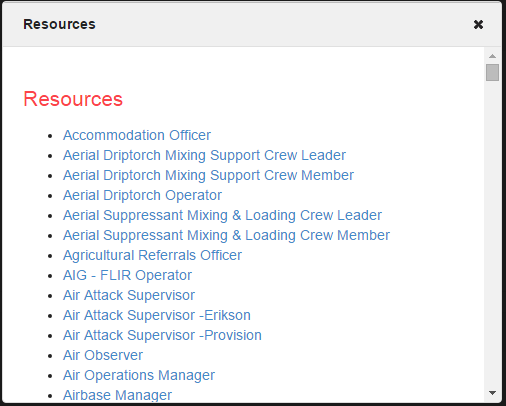 Resources
Resources
Accommodation Officer
Aerial Driptorch Mixing Support Crew Leader
Aerial Driptorch Mixing Support Crew Member
Aerial Driptorch Operator
Aerial Suppressant Mixing & Loading Crew Leader
Aerial Suppressant Mixing & Loading Crew Member
Agricultural Referrals Officer
AIG - FLIR Operator
Air Attack Supervisor
Air Attack Supervisor -Erikson
Air Attack Supervisor -Provision
Air Observer
Air Operations Manager
Airbase Manager